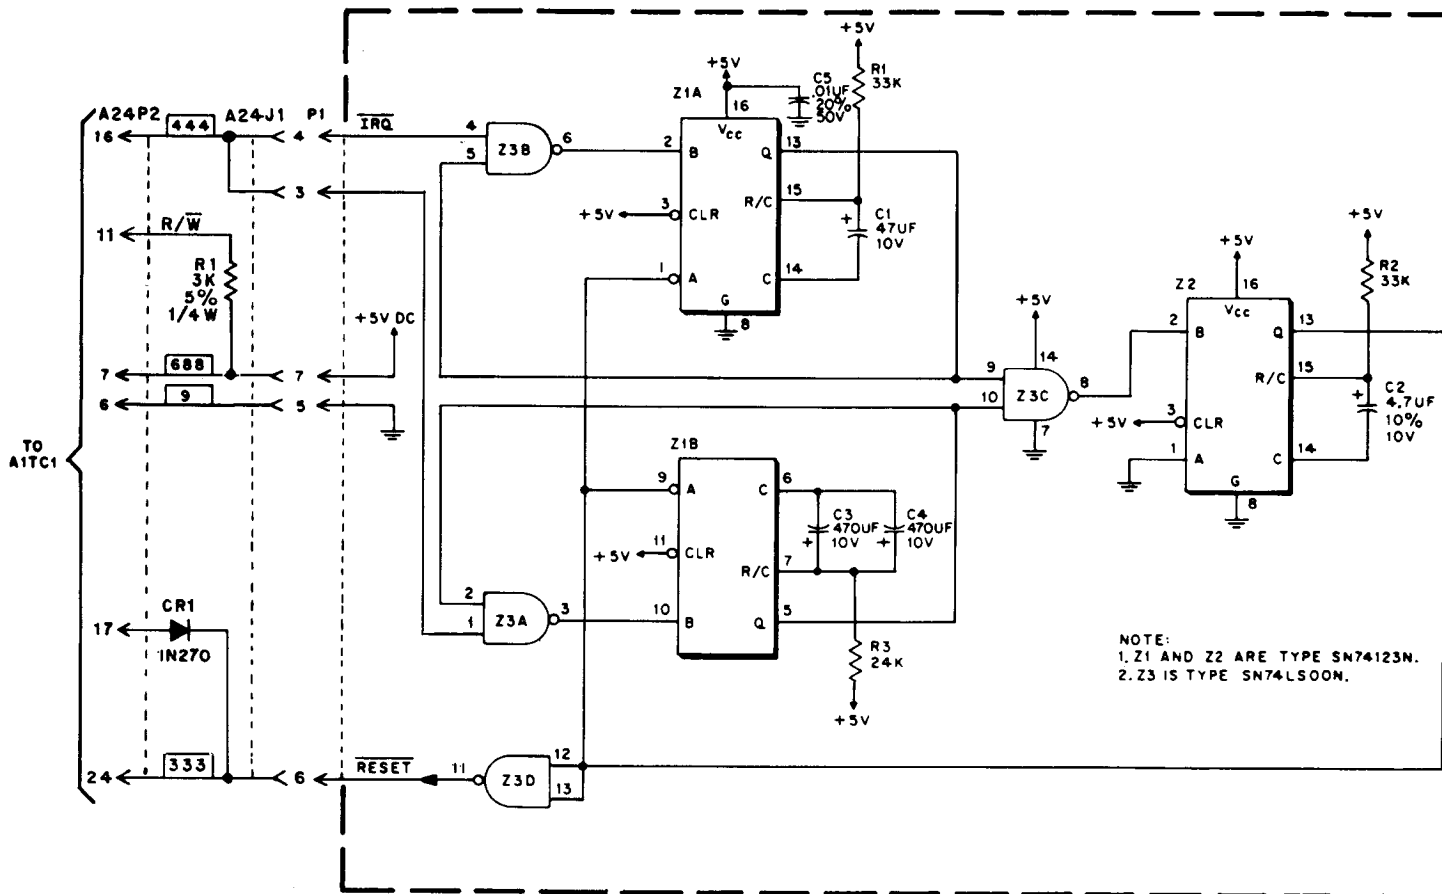 A24P2
444
A24J1
P1
16
4
IRQ
3
11
R/W
R1
3K
5%
1/4 W
+5V DC
7
688
7
6
9
5
TO
A1TC1
17
CR1
1N270
24
333
6
RESET
4
5
Z3B
6
Z1A
+5V
16
Vcc
C5
.01UF
20%
50V
+5V
R1
33K
2
B
Q
13
R/C
15
+5V
3
CLR
+
C1
47UF
10V
1
A
C
14
G
8
9
10
+5V
14
Z3C
8
7
Z2
+5V
16
Vcc
2
B
Q
13
+5V
R2
33K
R/C
15
+5V
3
CLR
+
C2
4.7UF
10%
10V
1
A
C
14
G
8
Z1B
9
A
C
6
C3
470UF
10V
+
C4
470UF
10V
+
+5V
11
CLR
R/C
7
2
1
Z3A
3
10
B
Q
5
R3
24K
+5V
11
Z3D
12
13
NOTE:
1. Z1 AND Z2 ARE TYPE SN74123N.
2. Z3 IS TYPE SN74LS00N.